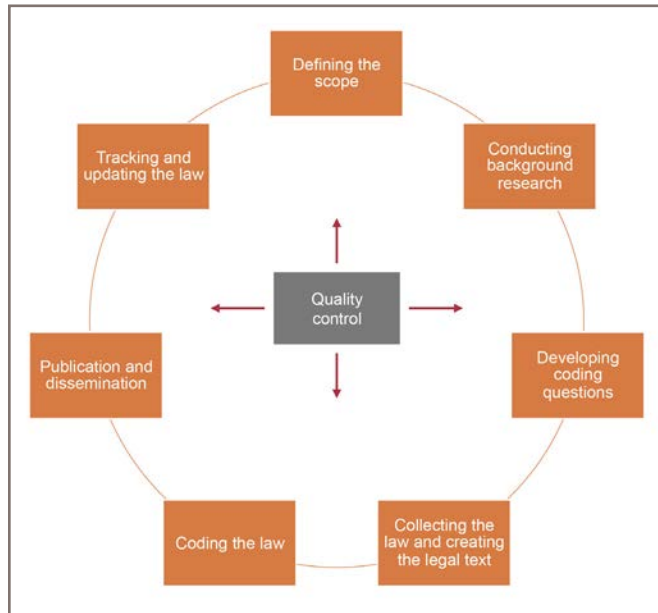 Defining the
scope
Conducting
background
research
Developing
coding
questions
Collecting the
law and creating
the legal text
Coding the law
Publication and
dissemination
Tracking and
updating the law
Quality
control